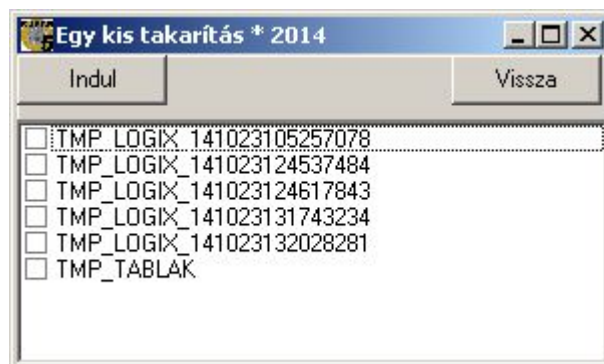 Egy kis takarítás * 2014
Indul Vissza
TMP_LOGIX_141023105257078
TMP_LOGIX_141023124537484
TMP_LOGIX_141023124617843
TMP_LOGIX_141023131743234
TMP_LOGIX_141023132028281
TMP_TABLAK